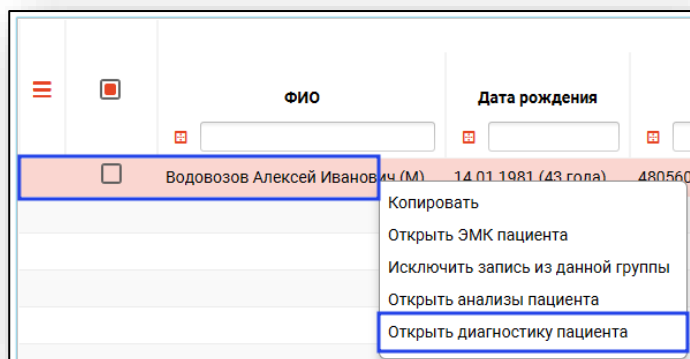 ФИО
Дата рождения
Водовозов Алексей Иванович (М) 14.01.1981 (43 года) 480560
Копировать
Открыть ЭМК пациента
Исключить запись из данной группы
Открыть анализы пациента
Открыть диагностику пациента